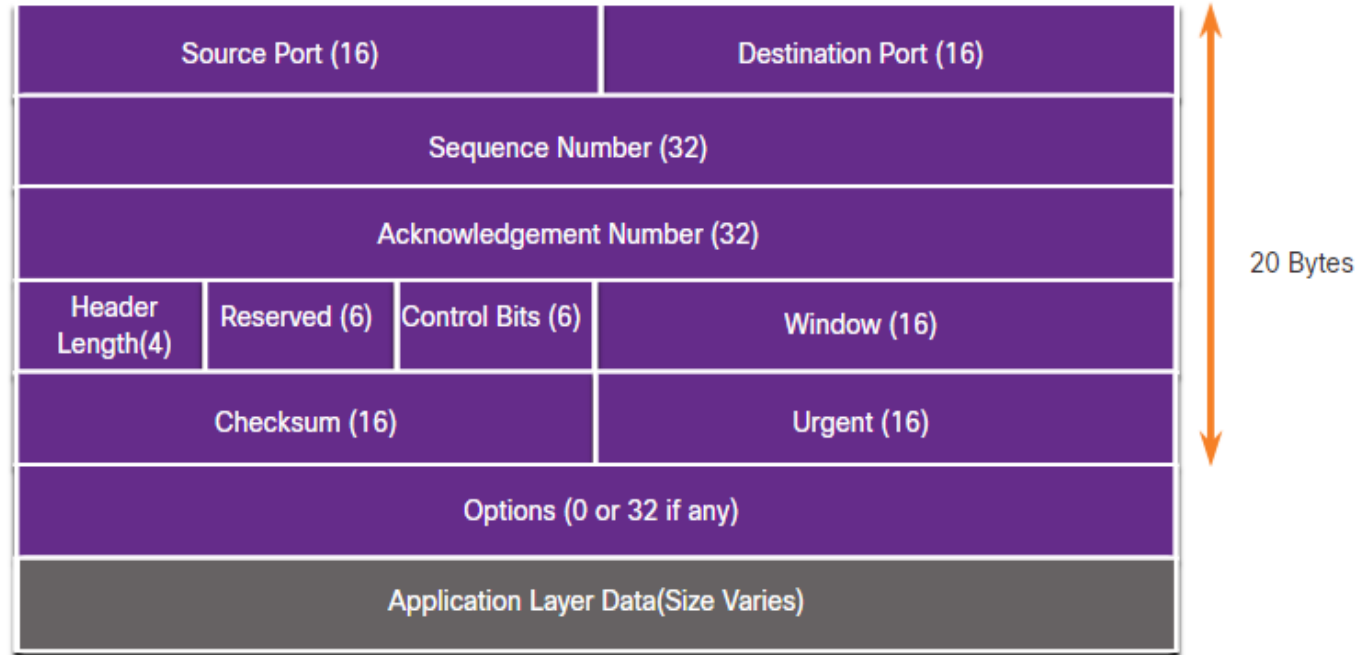 Source Port (16)
Destination Port (16)
Sequence Number (32)
Acknowledgement Number (32)
20 Bytes
Header
Length(4)
Reserved (6)
Control Bits (6)
Window (16)
Checksum (16)
Urgent (16)
Options (0 or 32 if any)
Application Layer Data(Size Varies)